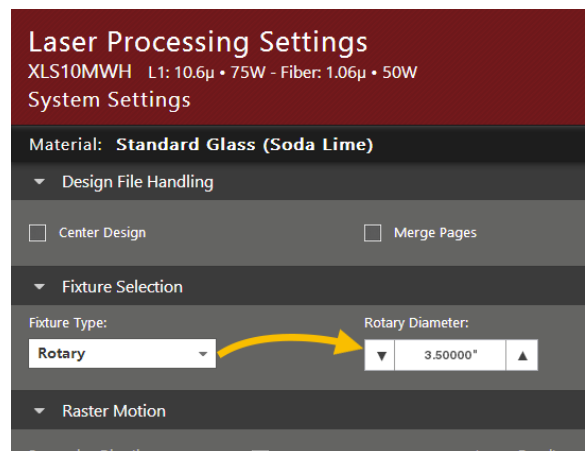 Laser Processing Settings
XLS10MWH L1: 10.6µ • 75W - Fiber: 1.06µ • 50W
System Settings
Material: Standard Glass (Soda Lime)
Design File Handling
Center Design Merge Pages
Fixture Selection
Fixture Type: Rotary Diameter:
Rotary 3.50000"
Raster Motion